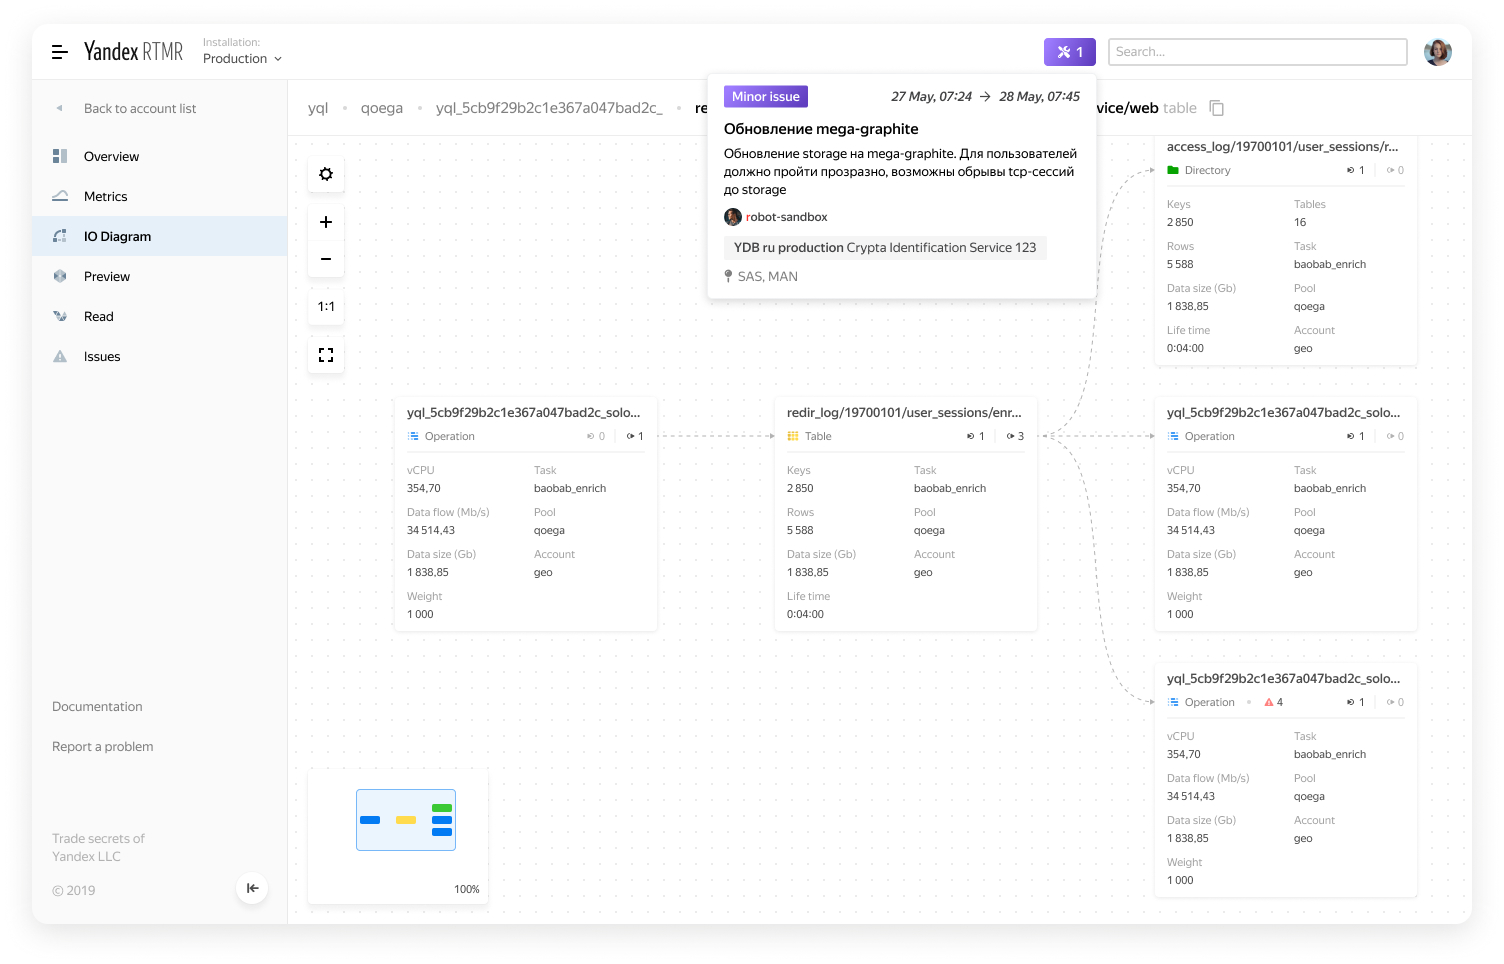 Yandex RTMR
Installation:
Production
1
Search...
Back to account list
Overview
Metrics
IO Diagram
Preview
Read
Issues
Documentation
Report a problem
Trade secrets of
Yandex LLC
© 2019
yql • qoega • yql_5cb9f29b2c1e367a047bad2c_ • re
vice/web table
Minor issue
27 May, 07:24 → 28 May, 07:45
Обновление mega-graphite
Обновление storage на mega-graphite. Для пользователей
должно пройти прозразно, возможны обрывы tcp-сессий
до storage
robot-sandbox
YDB ru production Crypta Identification Service 123
SAS, MAN
1:1
yql_5cb9f29b2c1e367a047bad2c_solo...
Operation 0 1
vCPU Task
354,70 baobab_enrich
Data flow (Mb/s) Pool
34 514,43 qoega
Data size (Gb) Account
1 838,85 geo
Weight
1 000
redir_log/19700101/user_sessions/enr...
Table 1 3
Keys Task
2 850 baobab_enrich
Rows Pool
5 588 qoega
Data size (Gb) Account
1 838,85 geo
Life time
0:04:00
access_log/19700101/user_sessions/r...
Directory 1 0
Keys Tables
2 850 16
Rows Task
5 588 baobab_enrich
Data size (Gb) Pool
1 838,85 qoega
Life time Account
0:04:00 geo
yql_5cb9f29b2c1e367a047bad2c_solo...
Operation 1 0
vCPU Task
354,70 baobab_enrich
Data flow (Mb/s) Pool
34 514,43 qoega
Data size (Gb) Account
1 838,85 geo
Weight
1 000
yql_5cb9f29b2c1e367a047bad2c_solo...
Operation • 4 1 0
vCPU Task
354,70 baobab_enrich
Data flow (Mb/s) Pool
34 514,43 qoega
Data size (Gb) Account
1 838,85 geo
Weight
1 000
100%